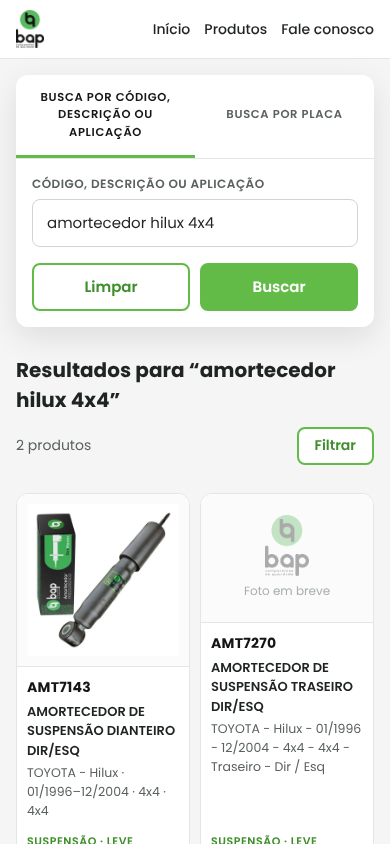 bap
Início Produtos Fale conosco
BUSCA POR CÓDIGO,
DESCRIÇÃO OU
APLICAÇÃO
BUSCA POR PLACA
CÓDIGO, DESCRIÇÃO OU APLICAÇÃO
amortecedor hilux 4x4
Limpar
Buscar
Resultados para “amortecedor
hilux 4x4”
2 produtos
Filtrar
bap
AMT7143
AMORTECEDOR DE
SUSPENSÃO DIANTEIRO
DIR/ESQ
TOYOTA - Hilux ·
01/1996–12/2004 · 4x4 ·
4x4
SUSPENSÃO · LEVE
bap
Foto em breve
AMT7270
AMORTECEDOR DE
SUSPENSÃO TRASEIRO
DIR/ESQ
TOYOTA - Hilux - 01/1996
- 12/2004 - 4x4 - 4x4 -
Traseiro - Dir / Esq
SUSPENSÃO · LEVE